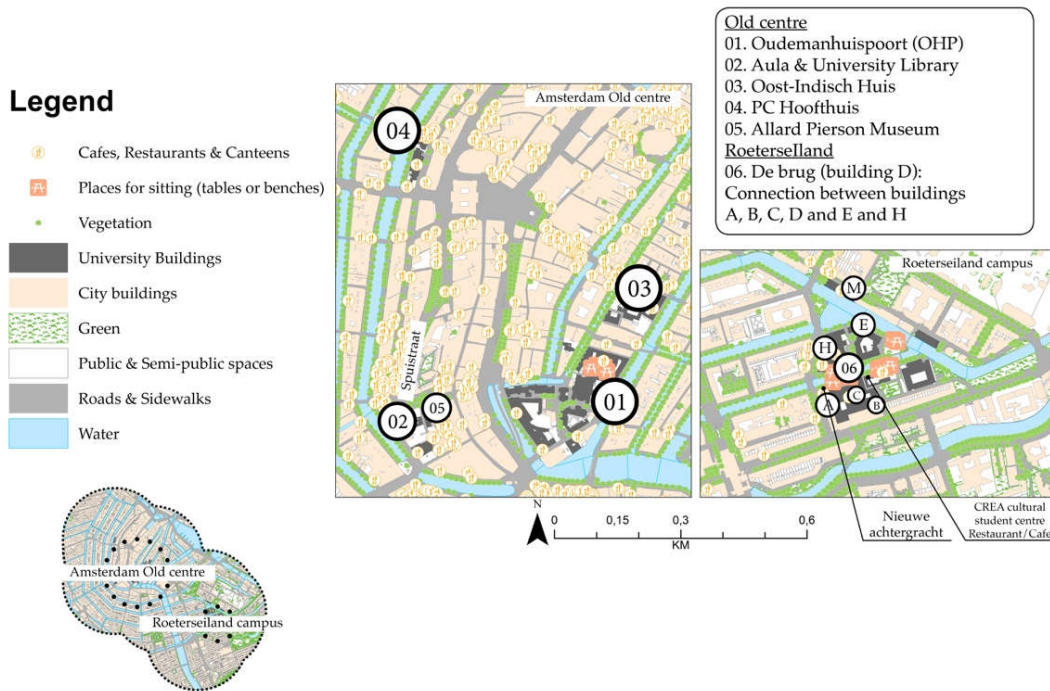 Legend
Cafes, Restaurants & Canteens
Places for sitting (tables or benches)
Vegetation
University Buildings
City buildings
Green
Public & Semi-public spaces
Roads & Sidewalks
Water
Amsterdam Old centre
Roeterseiland campus
Amsterdam Old centre
04
03
Spuistraat
02
05
01
N
0
0,15
0,3
0,6
KM
Old centre
01. Oudemanhuispoort (OHP)
02. Aula & University Library
03. Oost-Indisch Huis
04. PC Hoofthuis
05. Allard Pierson Museum
RoeterseIland
06. De brug (building D):
Connection between buildings
A, B, C, D and E and H
Roeterseiland campus
M
E
H
06
A
C
B
Nieuwe
achtergracht
CREA cultural
student centre
Restaurant/Cafe